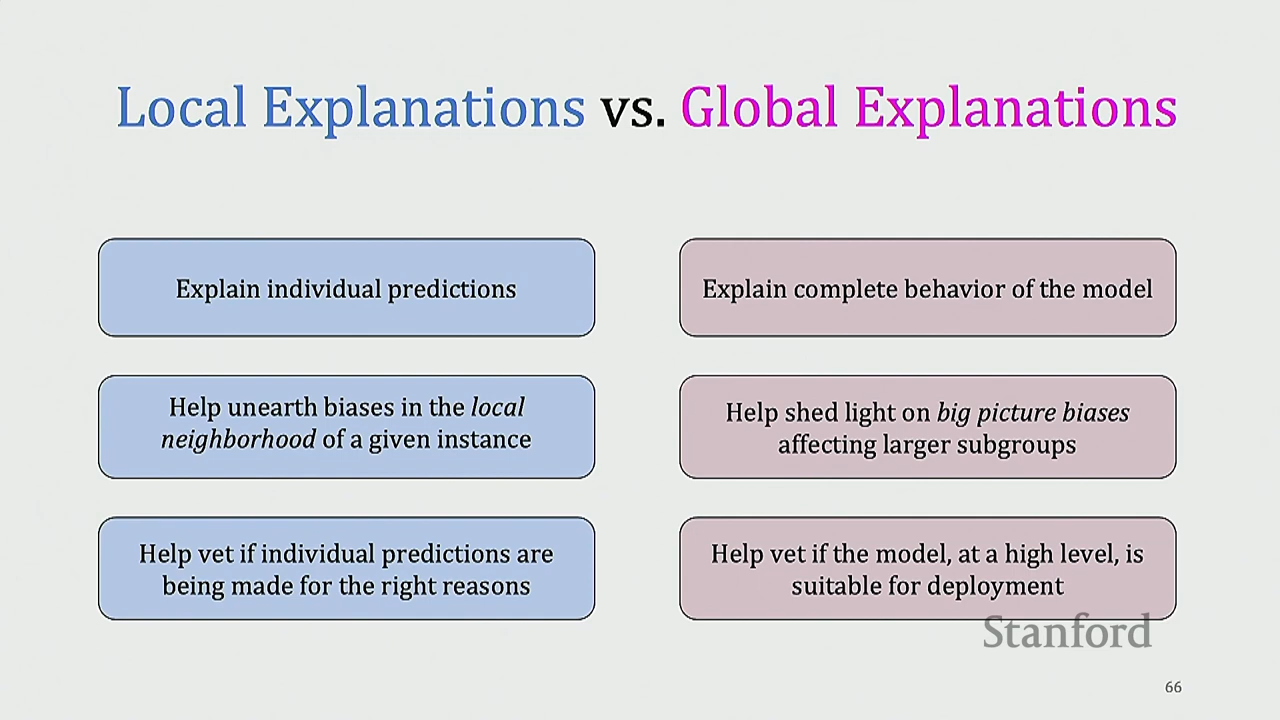 Local Explanations vs. Global Explanations
Explain individual predictions
Explain complete behavior of the model
Help unearth biases in the local
neighborhood of a given instance
Help shed light on big picture biases
affecting larger subgroups
Help vet if individual predictions are
being made for the right reasons
Help vet if the model, at a high level, is
suitable for deployment
Stanford
66